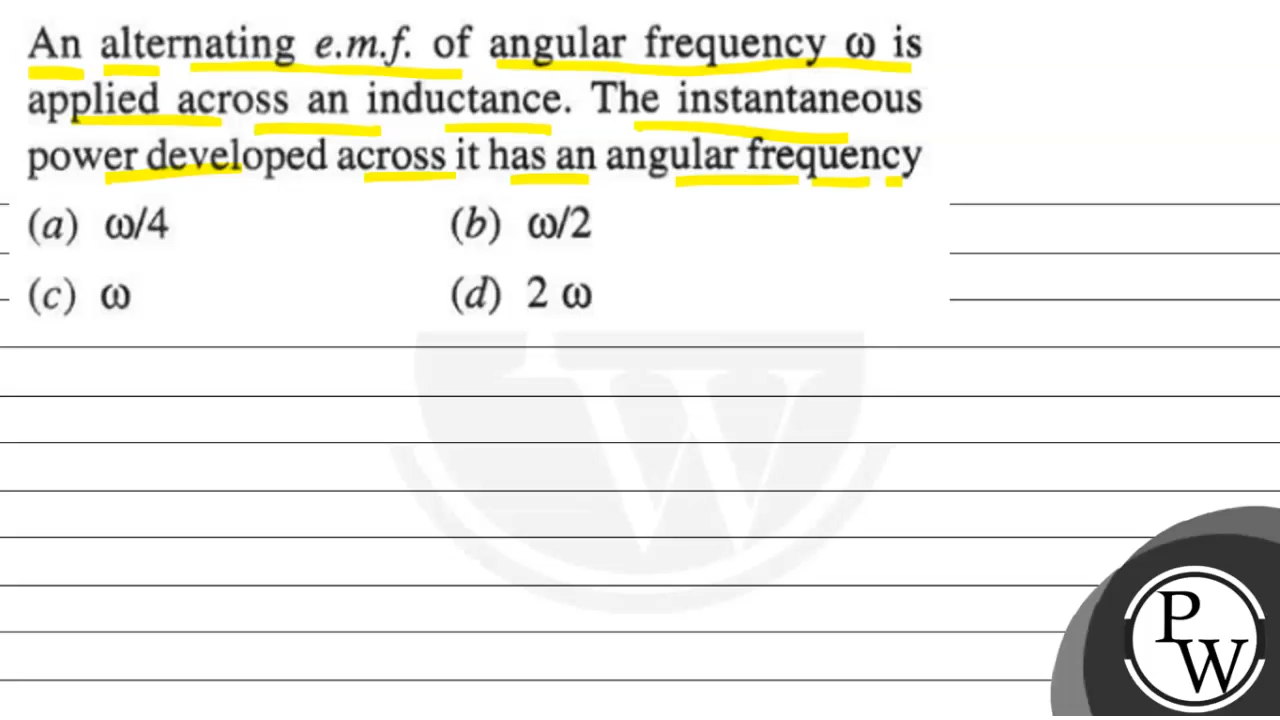 An alternating e.m.f. of angular frequency ω is
applied across an inductance. The instantaneous
power developed across it has an angular frequency
(a) ω/4 (b) ω/2
(c) ω (d) 2 ω
W
P
W